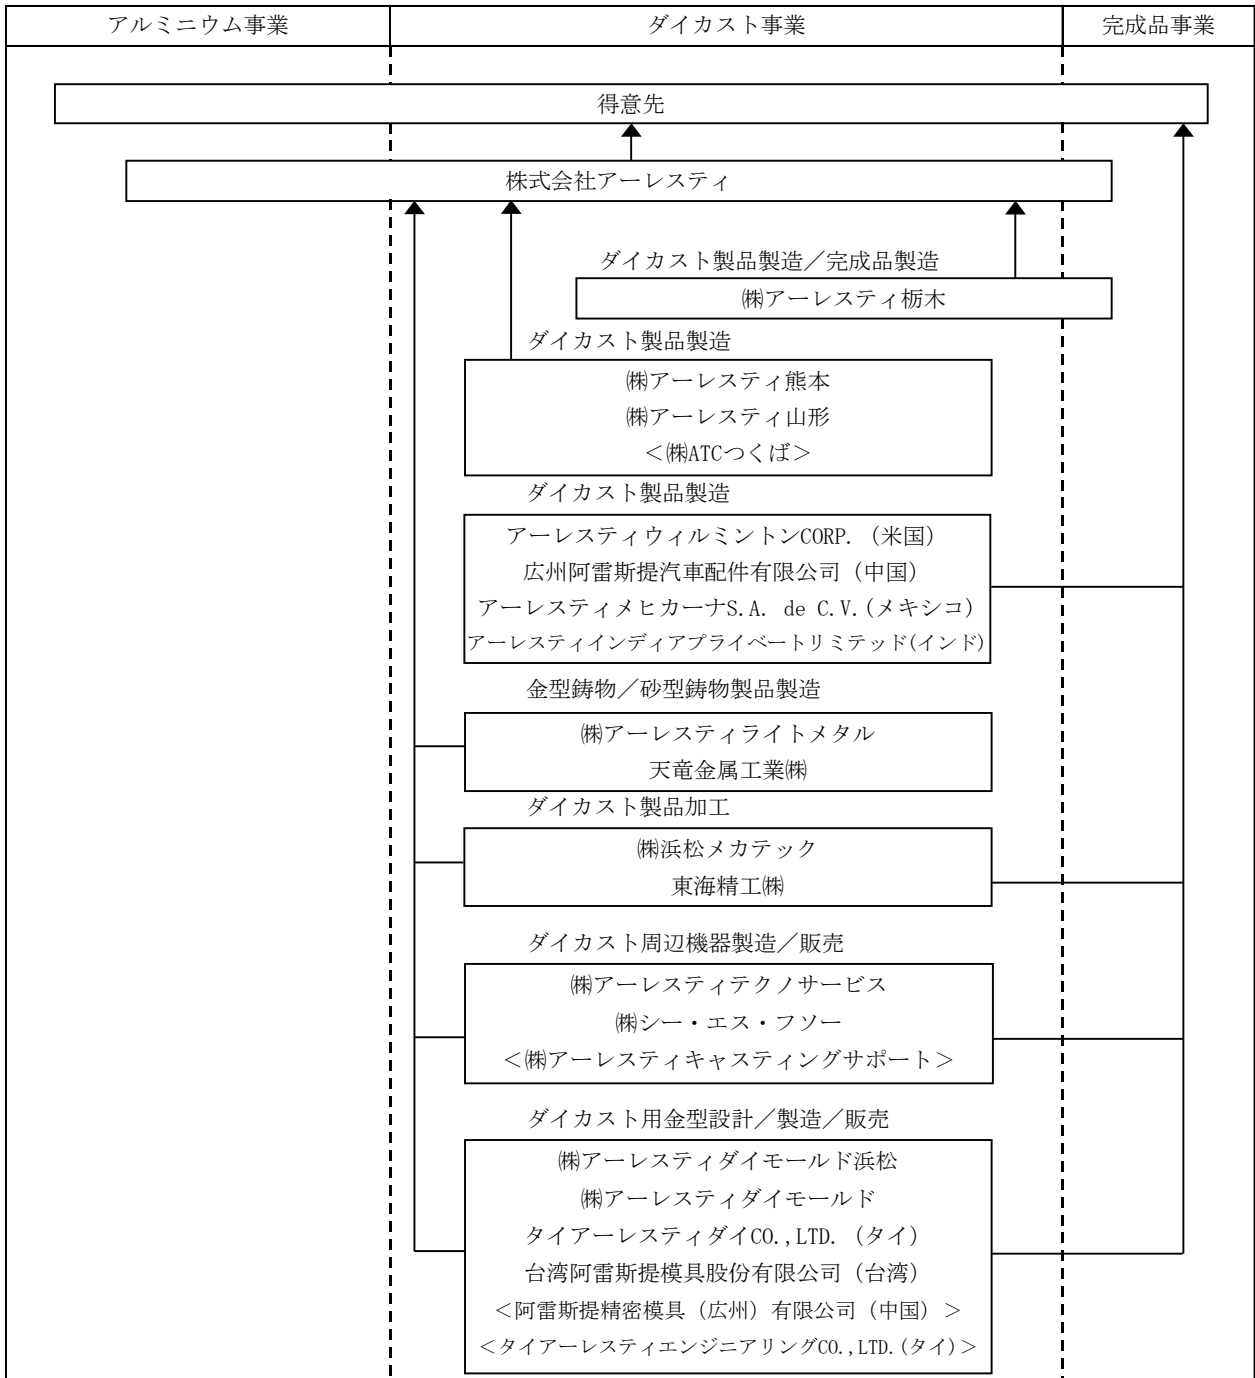 アルミニウム事業
ダイカスト事業
完成品事業
得意先
株式会社アーレスティ
ダイカスト製品製造／完成品製造
㈱アーレスティ栃木
ダイカスト製品製造
㈱アーレスティ熊本
㈱アーレスティ山形
＜㈱ATCつくば＞
ダイカスト製品製造
アーレスティウィルミントンCORP.（米国）
広州阿雷斯提汽車配件有限公司（中国）
アーレスティメヒカーナS.A. de C.V.(メキシコ)
アーレスティインディアプライベートリミテッド(インド)
金型鋳物／砂型鋳物製品製造
㈱アーレスティライトメタル
天竜金属工業㈱
ダイカスト製品加工
㈱浜松メカテック
東海精工㈱
ダイカスト周辺機器製造／販売
㈱アーレスティテクノサービス
㈱シー・エス・フソー
＜㈱アーレスティキャスティングサポート＞
ダイカスト用金型設計／製造／販売
㈱アーレスティダイモールド浜松
㈱アーレスティダイモールド
タイアーレスティダイCO.,LTD.（タイ）
台湾阿雷斯提模具股份有限公司（台湾）
＜阿雷斯提精密模具（広州）有限公司（中国）＞
＜タイアーレスティエンジニアリングCO.,LTD.(タイ)＞